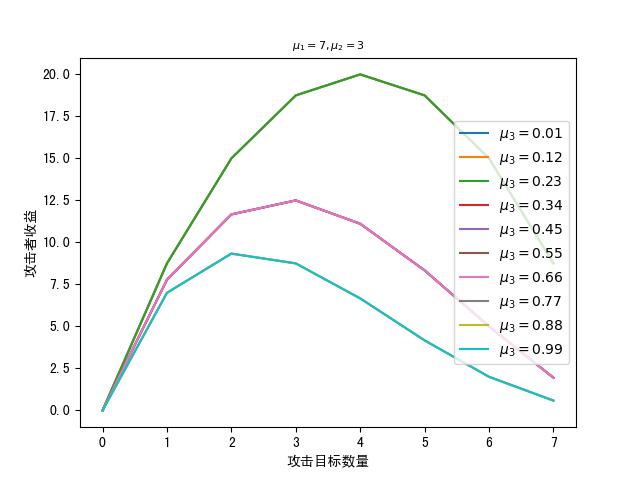 μ₁ = 7, μ₂ = 3
20.0
17.5
15.0
12.5
10.0
7.5
5.0
2.5
0.0
攻击者收益
μ₃ = 0.01
μ₃ = 0.12
μ₃ = 0.23
μ₃ = 0.34
μ₃ = 0.45
μ₃ = 0.55
μ₃ = 0.66
μ₃ = 0.77
μ₃ = 0.88
μ₃ = 0.99
0 1 2 3 4 5 6 7
攻击目标数量